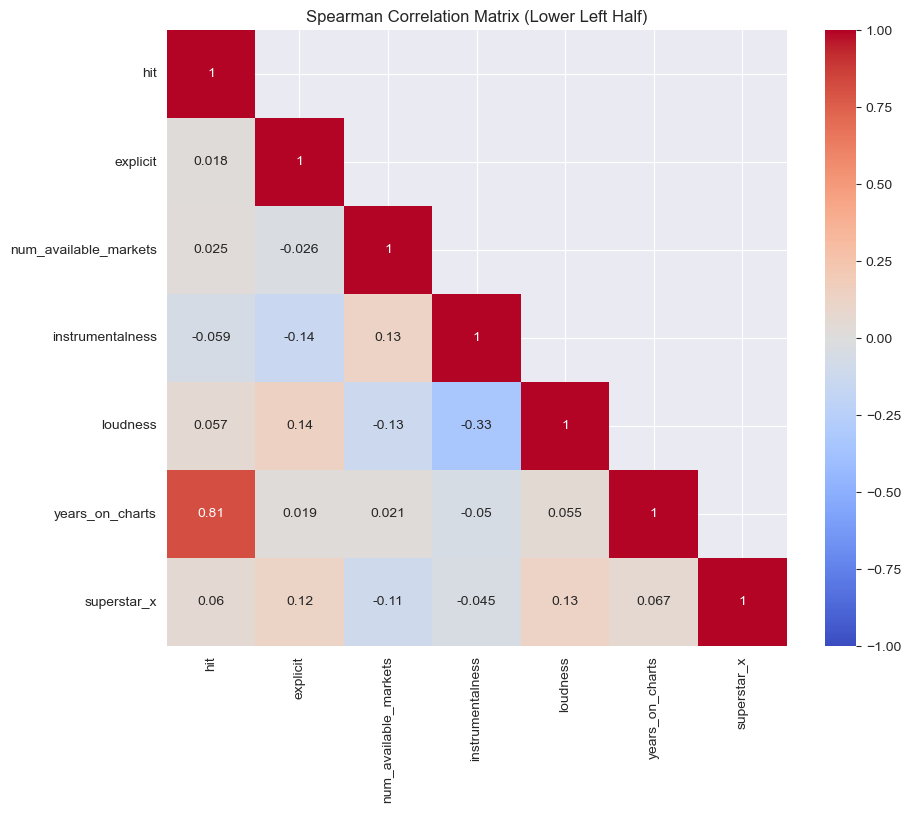 Spearman Correlation Matrix (Lower Left Half)
hit
1
explicit
0.018
1
num_available_markets
0.025
-0.026
1
instrumentalness
-0.059
-0.14
0.13
1
loudness
0.057
0.14
-0.13
-0.33
1
years_on_charts
0.81
0.019
0.021
-0.05
0.055
1
superstar_x
0.06
0.12
-0.11
-0.045
0.13
0.067
1
hit
explicit
num_available_markets
instrumentalness
loudness
years_on_charts
superstar_x
1.00
0.75
0.50
0.25
0.00
−0.25
−0.50
−0.75
−1.00